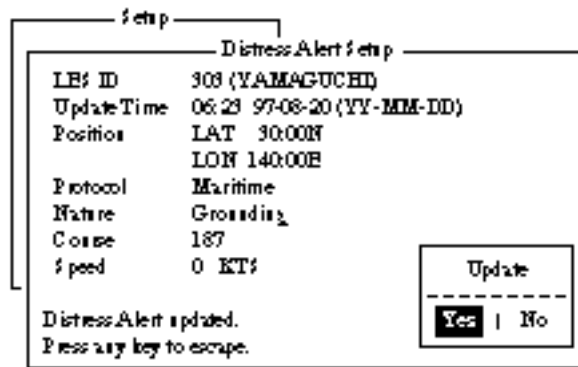 Setup
Distress Alert Setup
LES ID 303 (YAMAGUCHI)
Update Time 06:23 97-08-20 (YY-MM-DD)
Position LAT 30:00N
LON 140:00E
Protocol Maritime
Nature Grounding
Course 187
Speed 0 KTS
Update
Yes | No
Distress Alert updated.
Press any key to escape.